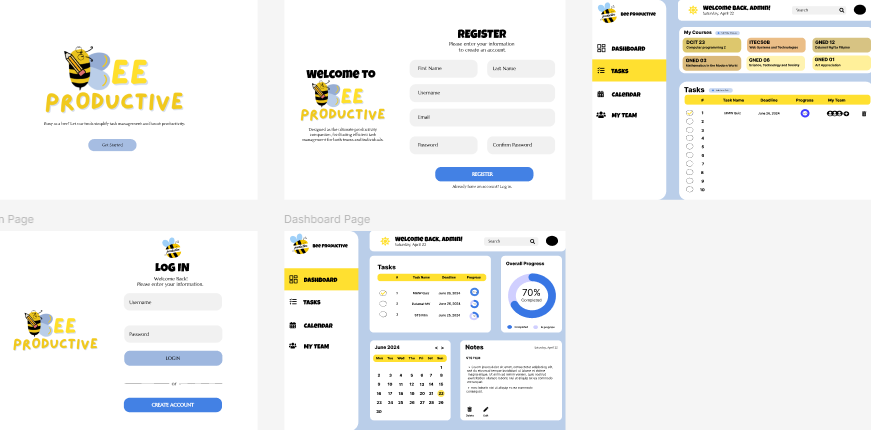 BEE
PRODUCTIVE
Busy as a bee? Let our tools simplify task management and boost productivity.
Get Started
REGISTER
Please enter your information
to create an account.
Welcome to
BEE
PRODUCTIVE
Designed as the ultimate productivity
companion, facilitating efficient task
management for both teams and individuals.
First Name
Last Name
Username
Email
Password
Confirm Password
REGISTER
Already have an account? Log in.
BEE PRODUCTIVE
DASHBOARD
TASKS
CALENDAR
MY TEAM
WELCOME BACK, ADMIN!
Saturday, April 22
Search
My Courses
DCIT 23
Computer programming 2
ITEC50B
Web Systems and Technologies
GNED 12
Dalumat Ng/Sa Filipino
GNED 03
Mathematics in the Modern World
GNED 06
Science, Technology and Society
GNED 01
Art Appreciation
Tasks
# Task Name Deadline Progress My Team
1 MMW Quiz June 26, 2024
2
3
4
5
6
7
8
9
10
n Page
LOG IN
Welcome Back!
Please enter your information.
BEE
PRODUCTIVE
Username
Password
LOGIN
or
CREATE ACCOUNT
Dashboard Page
BEE PRODUCTIVE
DASHBOARD
TASKS
CALENDAR
MY TEAM
WELCOME BACK, ADMIN!
Saturday, April 22
Search
Tasks
# Task Name Deadline Progress
1 MMW Quiz June 26, 2024
2 June 26, 2024
3 June 26, 2024
Overall Progress
70%
Completed
Completed
In progress
June 2024
< >
Mon Tue Wed Thu Fri Sat Sun
1
2 3 4 5 6 7 8
9 10 11 12 13 14 15
16 17 18 19 20 21 22
23 24 25 26 27 28 29
30
Notes
Saturday, April 22
Delete
Edit